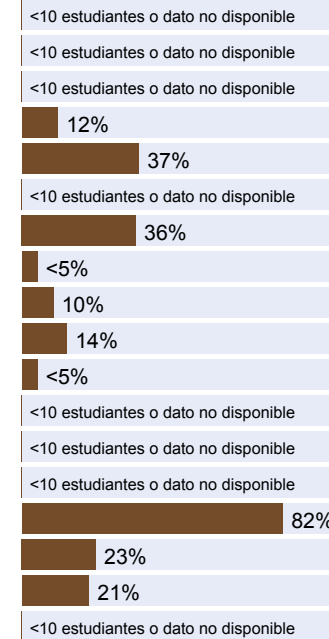 <10 estudiantes o dato no disponible
<10 estudiantes o dato no disponible
<10 estudiantes o dato no disponible
12%
37%
<10 estudiantes o dato no disponible
36%
<5%
10%
14%
<5%
<10 estudiantes o dato no disponible
<10 estudiantes o dato no disponible
<10 estudiantes o dato no disponible
82%
23%
21%
<10 estudiantes o dato no disponible